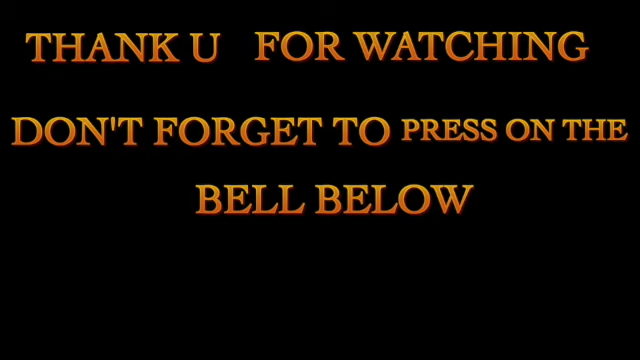 THANK U FOR WATCHING
DON'T FORGET TO PRESS ON THE
BELL BELOW